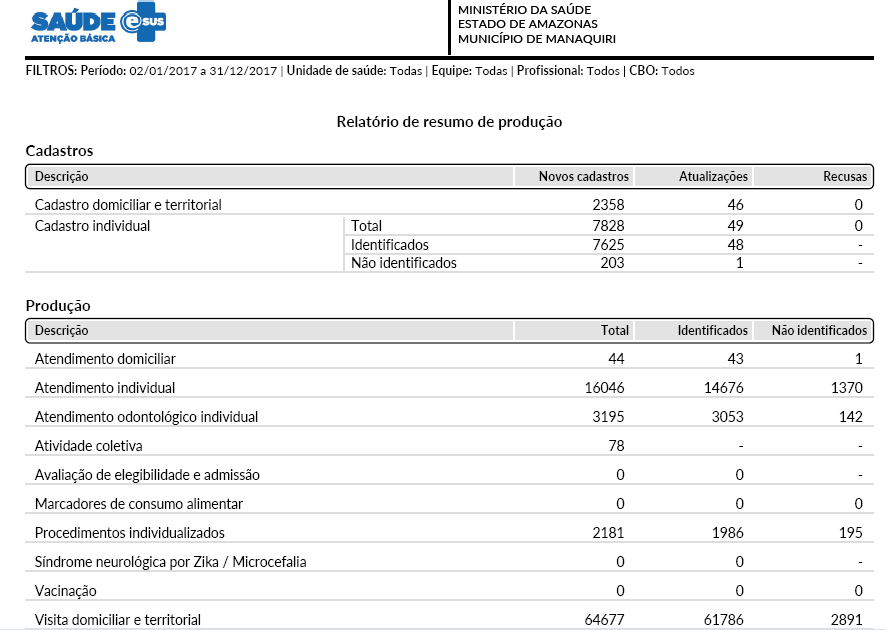 SAÚDE e SUS
ATENÇÃO BÁSICA
MINISTÉRIO DA SAÚDE
ESTADO DE AMAZONAS
MUNICÍPIO DE MANAQUIRI
FILTROS: Período: 02/01/2017 a 31/12/2017 | Unidade de saúde: Todas | Equipe: Todas | Profissional: Todos | CBO: Todos
Relatório de resumo de produção
Cadastros
Descrição Novos cadastros Atualizações Recusas
Cadastro domiciliar e territorial 2358 46 0
Cadastro individual Total 7828 49 0
Identificados 7625 48 -
Não identificados 203 1 -
Produção
Descrição Total Identificados Não identificados
Atendimento domiciliar 44 43 1
Atendimento individual 16046 14676 1370
Atendimento odontológico individual 3195 3053 142
Atividade coletiva 78 - -
Avaliação de elegibilidade e admissão 0 0 -
Marcadores de consumo alimentar 0 0 0
Procedimentos individualizados 2181 1986 195
Síndrome neurológica por Zika / Microcefalia 0 0 -
Vacinação 0 0 0
Visita domiciliar e territorial 64677 61786 2891